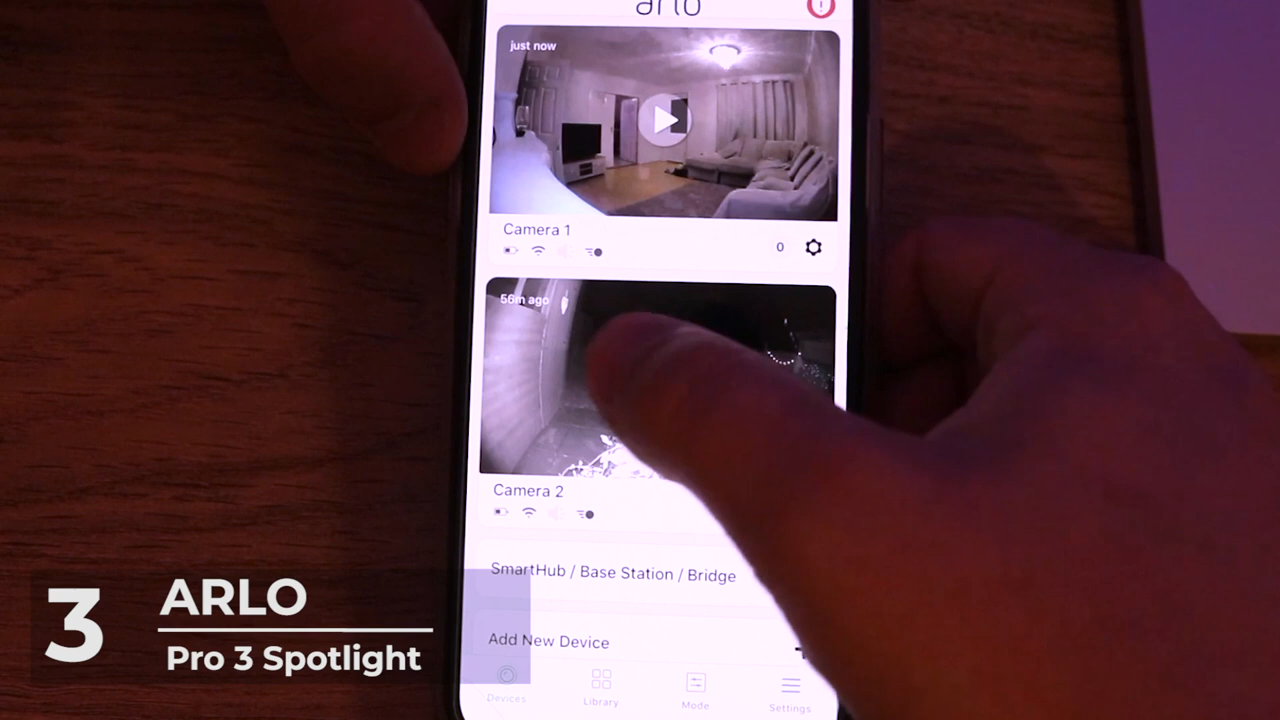 arlo
just now
Camera 1
0
56m ago
Camera 2
SmartHub / Base Station / Bridge
Add New Device
Devices
Library
Mode
Settings
3
ARLO
Pro 3 Spotlight